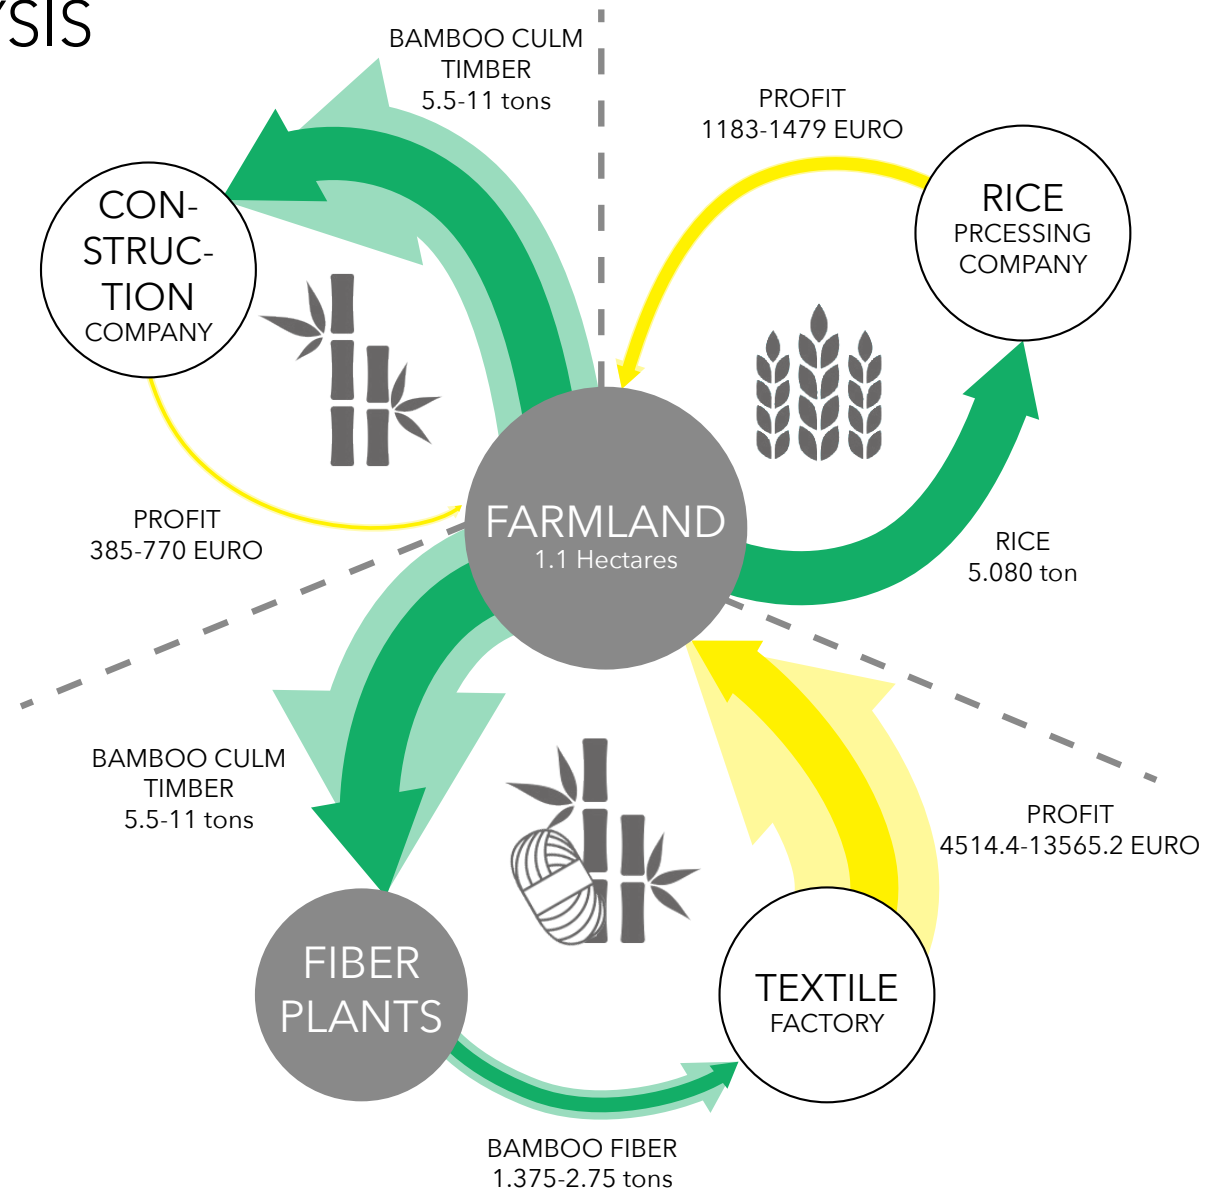 YSIS
BAMBOO CULM
TIMBER
5.5-11 tons
PROFIT
1183-1479 EURO
CON-
STRUC-
TION
COMPANY
RICE
PRCESSING
COMPANY
PROFIT
385-770 EURO
FARMLAND
1.1 Hectares
RICE
5.080 ton
BAMBOO CULM
TIMBER
5.5-11 tons
PROFIT
4514.4-13565.2 EURO
FIBER
PLANTS
TEXTILE
FACTORY
BAMBOO FIBER
1.375-2.75 tons